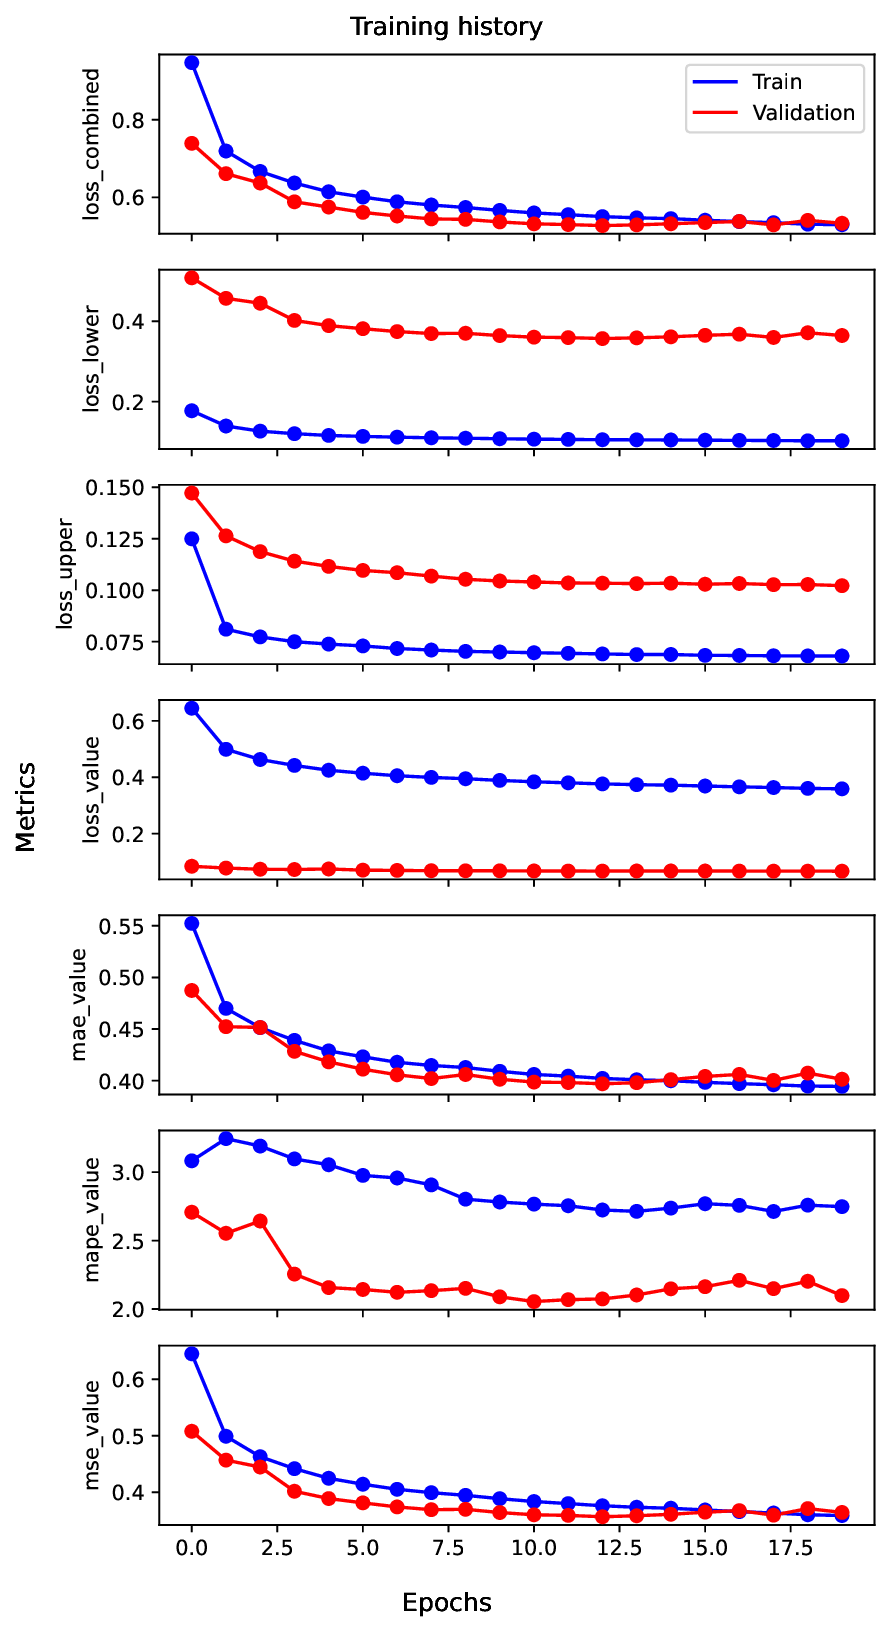 Training history
loss_combined
0.8
0.6
Train
Validation
loss_lower
0.4
0.2
loss_upper
0.150
0.125
0.100
0.075
Metrics
loss_value
0.6
0.4
0.2
mae_value
0.55
0.50
0.45
0.40
mape_value
3.0
2.5
2.0
mse_value
0.6
0.5
0.4
0.0 2.5 5.0 7.5 10.0 12.5 15.0 17.5
Epochs